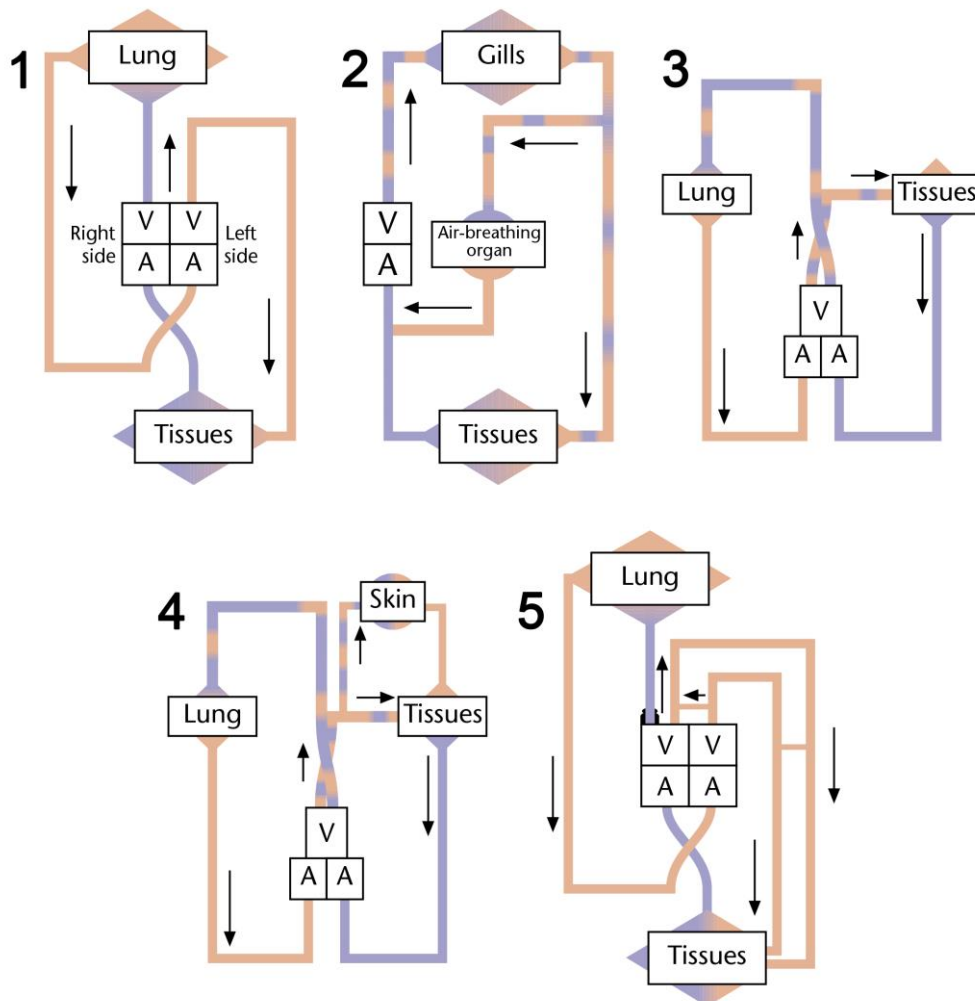 1
Lung
V V
A A
Right
side
Left
side
Tissues
2
Gills
V
A
Air-breathing
organ
Tissues
3
Lung
Tissues
V
A A
4
Skin
Lung
Tissues
V
A A
5
Lung
V V
A A
Tissues